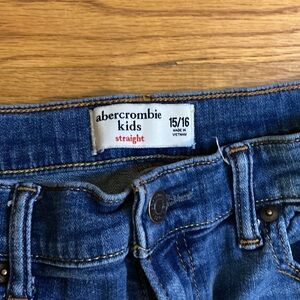 abercrombie
kids
straight
15/16
MADE IN
VIETNAM